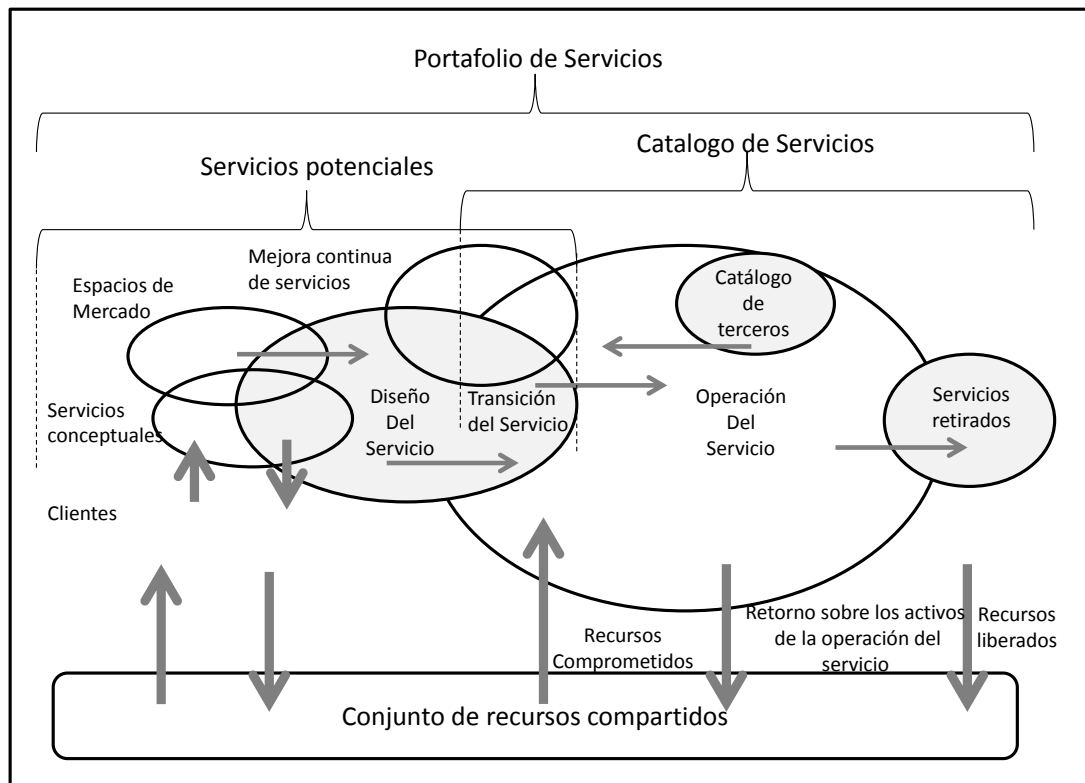 Portafolio de Servicios
Catalogo de Servicios
Servicios potenciales
Mejora continua
de servicios
Espacios de
Mercado
Catálogo
de
terceros
Servicios
conceptuales
Diseño
Del
Servicio
Transición
del Servicio
Operación
Del
Servicio
Servicios
retirados
Clientes
Recursos
Comprometidos
Retorno sobre los activos
de la operación del
servicio
Recursos
liberados
Conjunto de recursos compartidos